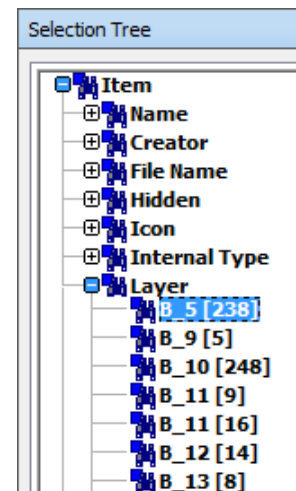 Selection Tree
Item
Name
Creator
File Name
Hidden
Icon
Internal Type
Layer
B_5 [238]
B_9 [5]
B_10 [248]
B_11 [9]
B_11 [16]
B_12 [14]
B_13 [8]